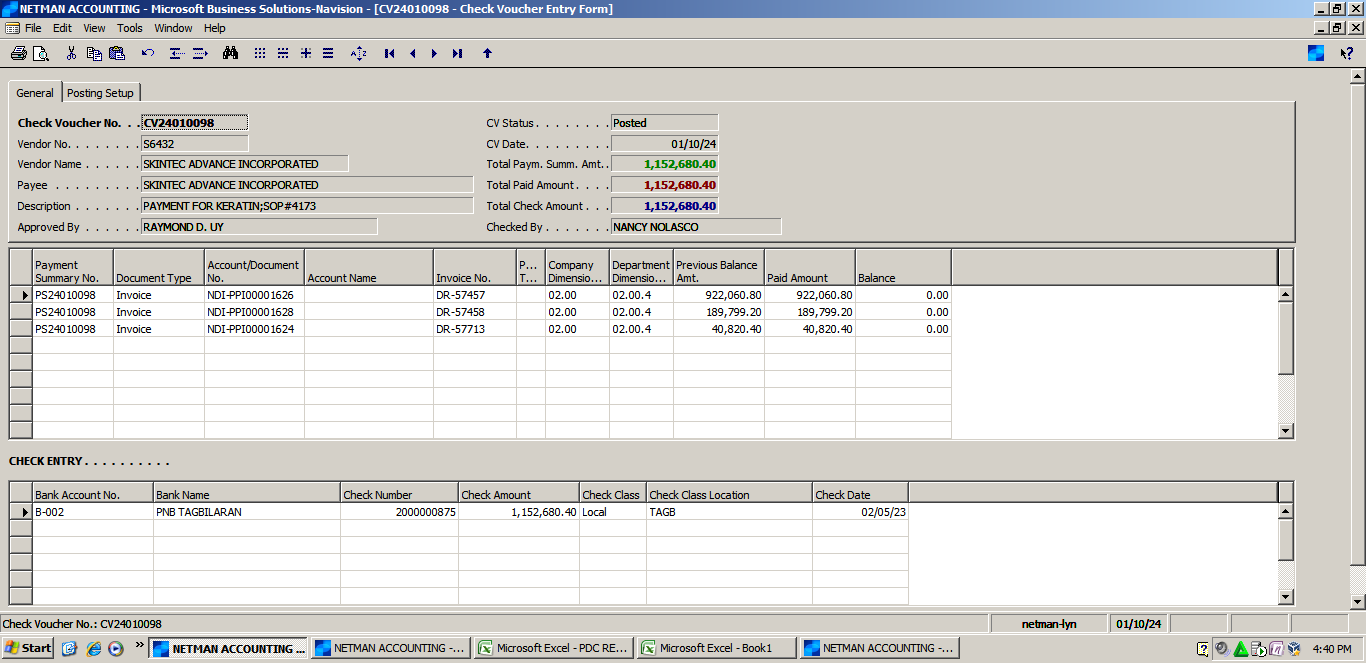 NETMAN ACCOUNTING - Microsoft Business Solutions-Navision - [CV24010098 - Check Voucher Entry Form]
File Edit View Tools Window Help
General Posting Setup
Check Voucher No. . . CV24010098 CV Status . . . . . . . . Posted
Vendor No. . . . . . . . S6432 CV Date. . . . . . . . . 01/10/24
Vendor Name . . . . . . SKINTEC ADVANCE INCORPORATED Total Paym. Summ. Amt. . 1,152,680.40
Payee . . . . . . . . . SKINTEC ADVANCE INCORPORATED Total Paid Amount . . . . 1,152,680.40
Description . . . . . . . PAYMENT FOR KERATIN;SOP#4173 Total Check Amount . . . 1,152,680.40
Approved By . . . . . . RAYMOND D. UY Checked By . . . . . . . NANCY NOLASCO
Payment Summary No. Document Type Account/Document No. Account Name Invoice No. P... T... Company Dimensio... Department Dimensio... Previous Balance Amt. Paid Amount Balance
PS24010098 Invoice NDI-PPI00001626 DR-57457 02.00 02.00.4 922,060.80 922,060.80 0.00
PS24010098 Invoice NDI-PPI00001628 DR-57458 02.00 02.00.4 189,799.20 189,799.20 0.00
PS24010098 Invoice NDI-PPI00001624 DR-57713 02.00 02.00.4 40,820.40 40,820.40 0.00
CHECK ENTRY . . . . . . . . . .
Bank Account No. Bank Name Check Number Check Amount Check Class Check Class Location Check Date
B-002 PNB TAGBILARAN 2000000875 1,152,680.40 Local TAGB 02/05/23
Check Voucher No.: CV24010098 netman-lyn 01/10/24
Start NETMAN ACCOUNTING ... NETMAN ACCOUNTING -... Microsoft Excel - PDC RE... Microsoft Excel - Book1 NETMAN ACCOUNTING -... 4:40 PM